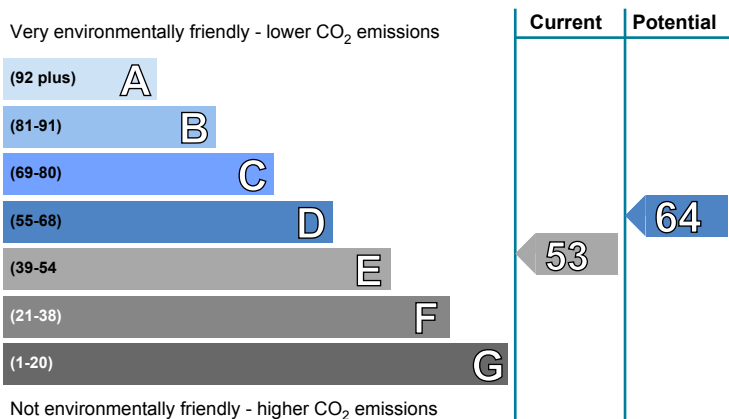 Current Potential
Very environmentally friendly - lower CO2 emissions
(92 plus) A
(81-91) B
(69-80) C
(55-68) D
64
(39-54 E
53
(21-38) F
(1-20) G
Not environmentally friendly - higher CO2 emissions